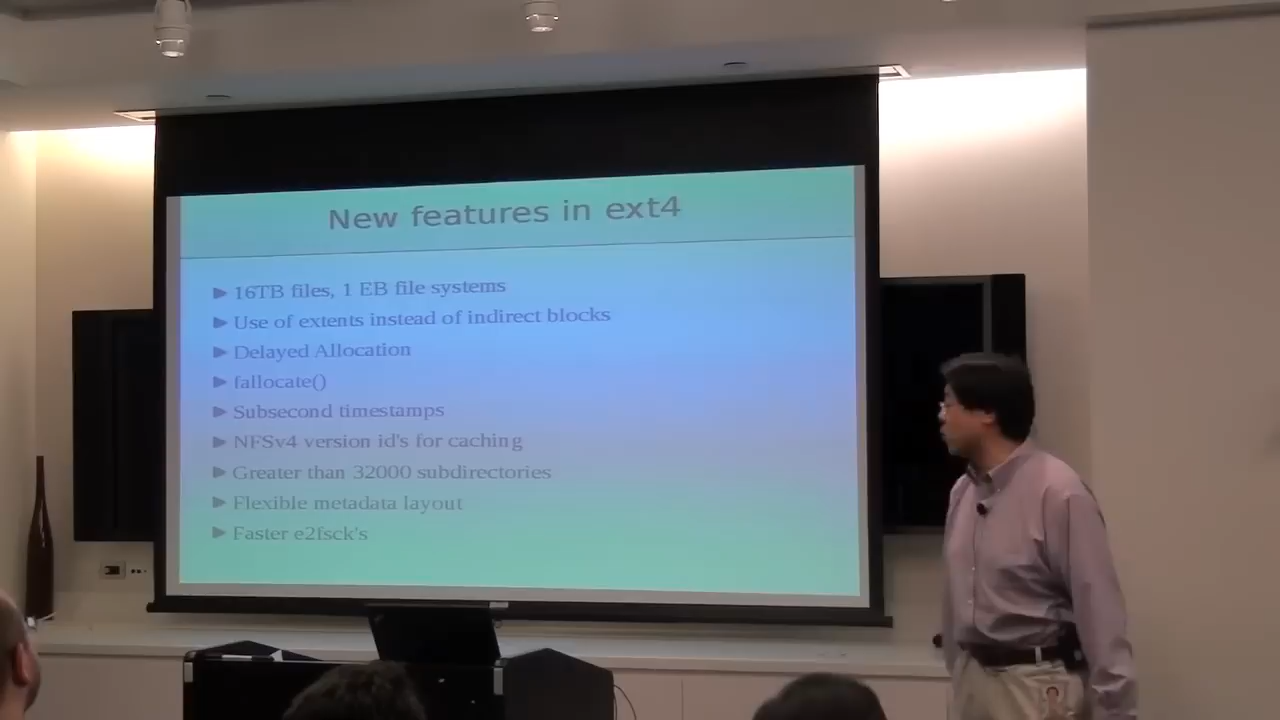 New features in ext4
16TB files, 1 EB file systems
Use of extents instead of indirect blocks
Delayed Allocation
fallocate()
Subsecond timestamps
NFSv4 version id's for caching
Greater than 32000 subdirectories
Flexible metadata layout
Faster e2fsck's